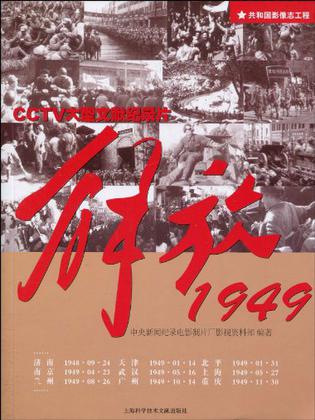 ★共和国影像志工程
CCTV大型文献纪录片
解放
1949
中央新闻纪录电影制片厂影视资料部 编著
济南 1948·09·24 天津 1949·01·14 北平 1949·01·31
南京 1949·04·23 武汉 1949·05·16 上海 1949·05·27
兰州 1949·08·26 广州 1949·10·14 重庆 1949·11·30
上海科学技术文献出版社